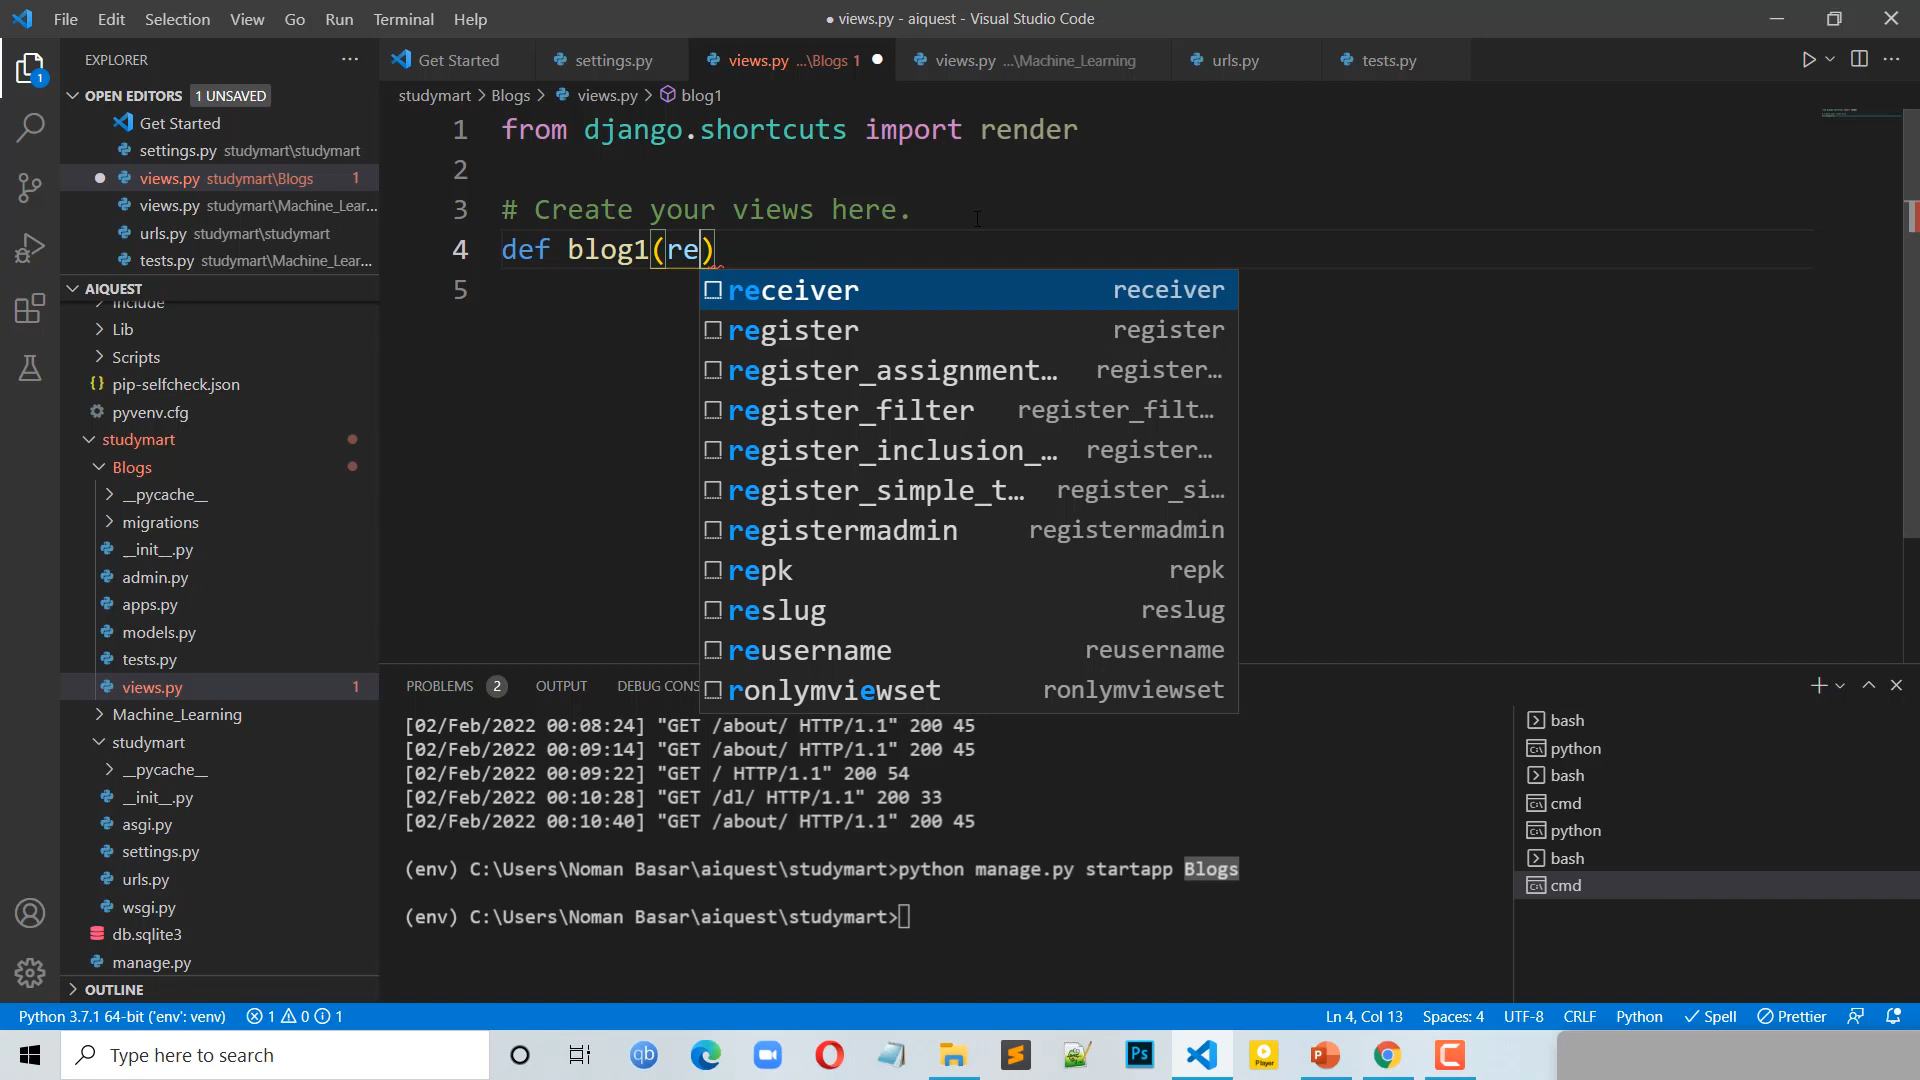 File Edit Selection View Go Run Terminal Help
● views.py - aiquest - Visual Studio Code
EXPLORER
Get Started
settings.py
views.py ...\Blogs 1
views.py ...\Machine_Learning
urls.py
tests.py
OPEN EDITORS 1 UNSAVED
Get Started
settings.py studymart\studymart
views.py studymart\Blogs 1
views.py studymart\Machine_Lear...
urls.py studymart\studymart
tests.py studymart\Machine_Lear...
AIQUEST
include
Lib
Scripts
pip-selfcheck.json
pyvenv.cfg
studymart
Blogs
__pycache__
migrations
__init__.py
admin.py
apps.py
models.py
tests.py
views.py 1
Machine_Learning
studymart
__pycache__
__init__.py
asgi.py
settings.py
urls.py
wsgi.py
db.sqlite3
manage.py
OUTLINE
studymart > Blogs > views.py > blog1
1 from django.shortcuts import render
2
3 # Create your views here.
4 def blog1(re)
5
receiver receiver
register register
register_assignment... register...
register_filter register_filt...
register_inclusion_... register...
register_simple_t... register_si...
registermadmin registermadmin
repk repk
reslug reslug
reusername reusername
ronlymviewset ronlymviewset
PROBLEMS 2 OUTPUT DEBUG CONS
[02/Feb/2022 00:08:24] "GET /about/ HTTP/1.1" 200 45
[02/Feb/2022 00:09:14] "GET /about/ HTTP/1.1" 200 45
[02/Feb/2022 00:09:22] "GET / HTTP/1.1" 200 54
[02/Feb/2022 00:10:28] "GET /dl/ HTTP/1.1" 200 33
[02/Feb/2022 00:10:40] "GET /about/ HTTP/1.1" 200 45
(env) C:\Users\Noman Basar\aiquest\studymart>python manage.py startapp Blogs
(env) C:\Users\Noman Basar\aiquest\studymart>
bash
python
bash
cmd
python
bash
cmd
Python 3.7.1 64-bit ('env': venv) 1 0 1
Ln 4, Col 13 Spaces: 4 UTF-8 CRLF Python Spell Prettier
Type here to search
qb
Ps
Player